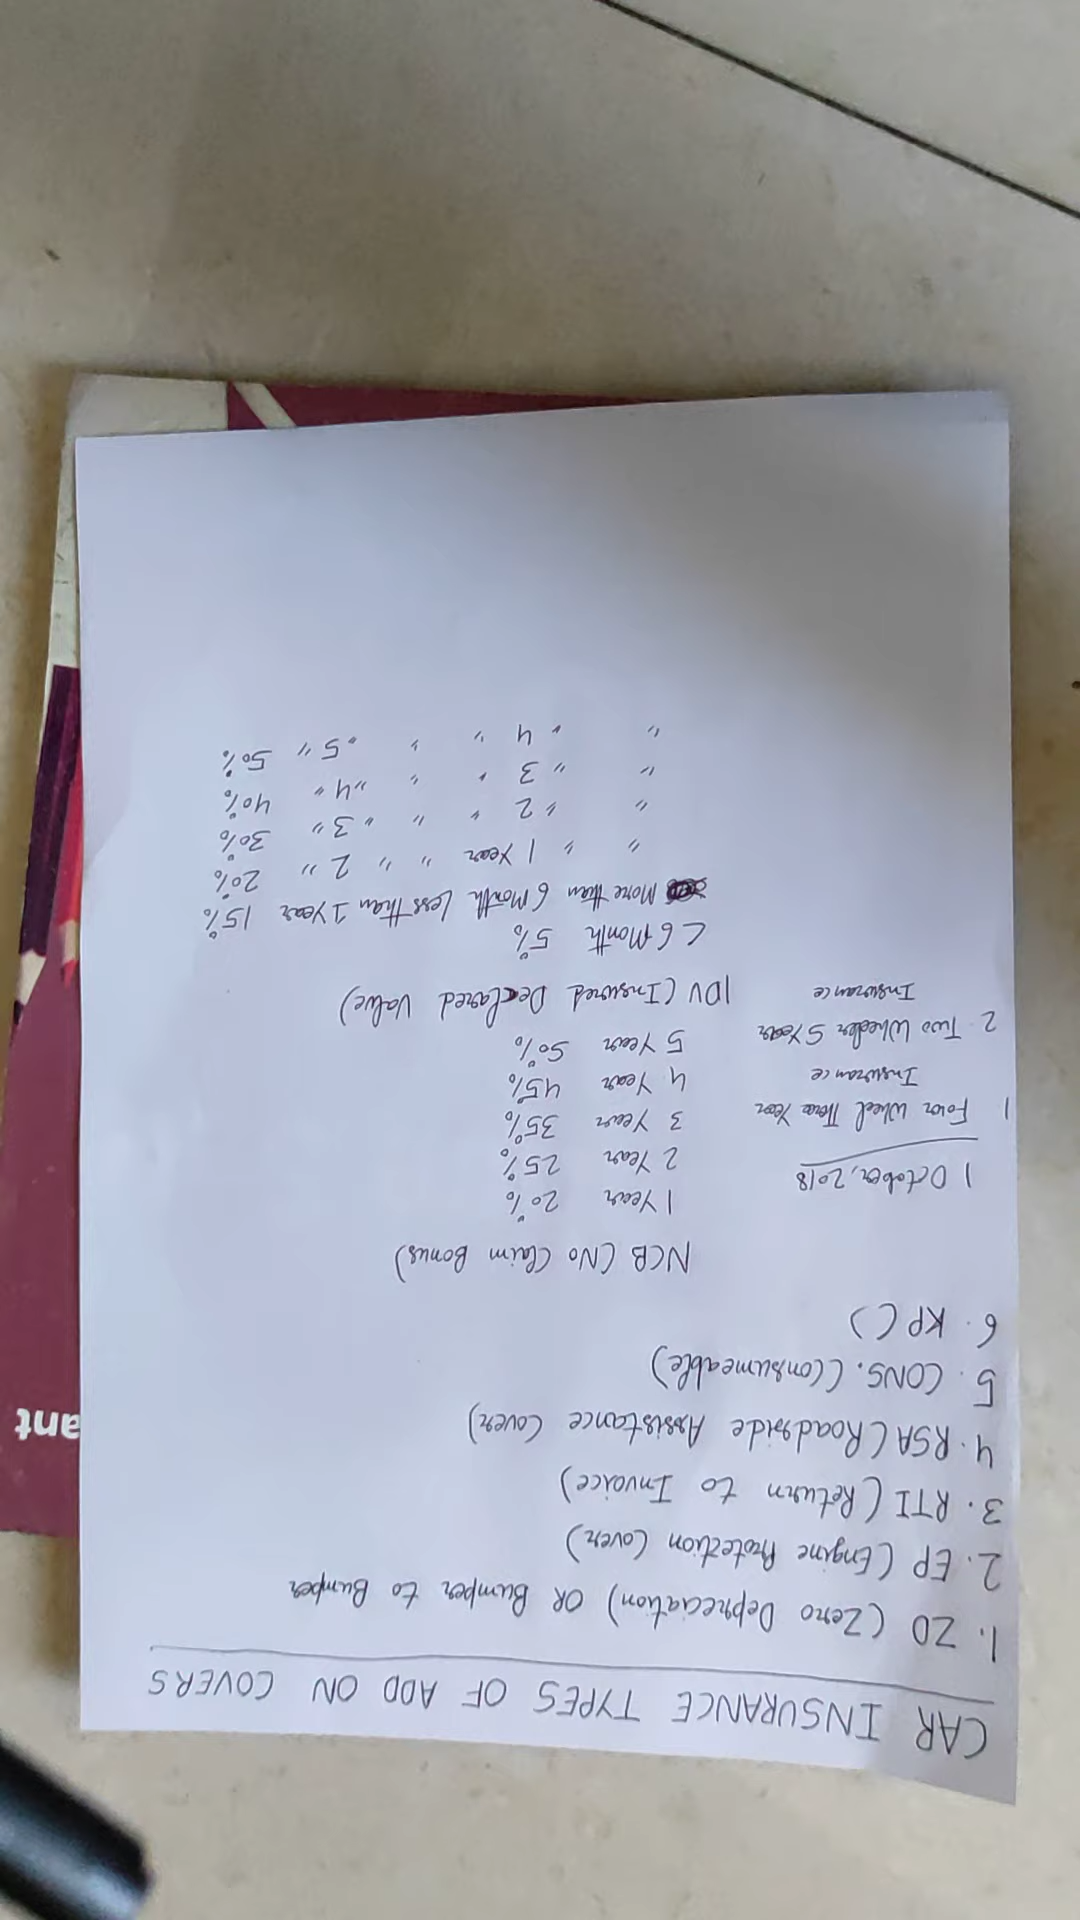 CAR INSURANCE TYPES OF ADD ON COVERS
1. ZD (Zero Depreciation) OR Bumper to Bumper
2. EP (Engine Protection Cover)
3. RTI (Return to Invoice)
4. RSA (Roadside Assistance Cover)
5. CONS. (Consumeable)
6. KP ( )
NCB (No Claim Bonus)
1 Year 20%
2 Year 25%
3 Year 35%
4 Year 45%
5 Year 50%
1 October, 2018
1 Four Wheel Three Year
Insurance
2. Two Wheeler 5 Year
Insurance
IDV (Insured Declared Value)
< 6 Month 5%
More than 6 Month Less than 1 Year 15%
" " 1 Year " " 2 " 20%
" " 2 " " " 3 " 30%
" " 3 " " " 4 " 40%
" " 4 " " " 5 " 50%
ant